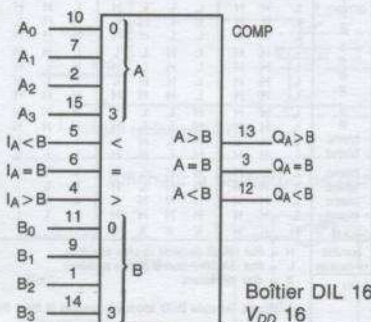 10
A0 0 COMP
7
A1
2 A
A2
15
A3 3
5 A>B 13 QA>B
IA<B <
6 A=B 3 QA=B
IA=B =
4 A<B 12 QA<B
IA>B >
11
B0 0
9
B1
1 B
B2
14 Boîtier DIL 16
B3 3 VDD 16